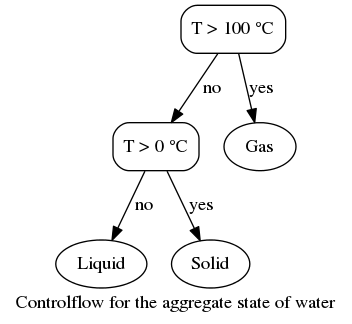 T > 100 °C
no
yes
T > 0 °C
Gas
no
yes
Liquid
Solid
Controlflow for the aggregate state of water